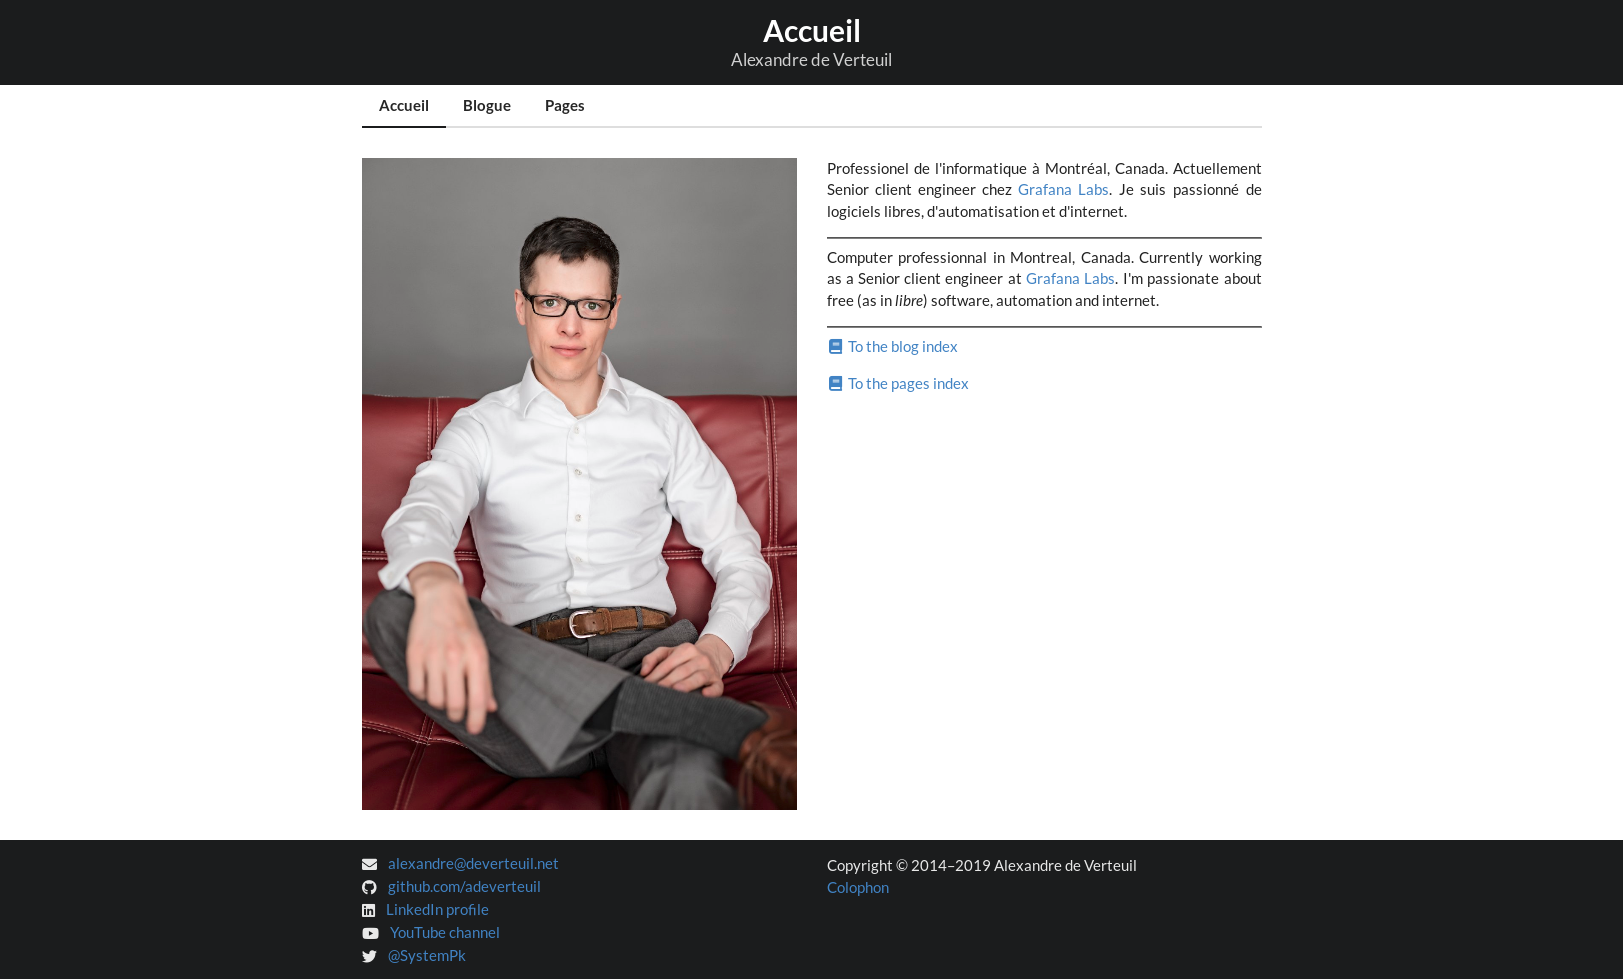 Accueil
Alexandre de Verteuil
Accueil
Blogue
Pages
Professionel de l'informatique à Montréal, Canada. Actuellement
Senior client engineer chez Grafana Labs. Je suis passionné de
logiciels libres, d'automatisation et d'internet.
Computer professionnal in Montreal, Canada. Currently working
as a Senior client engineer at Grafana Labs. I'm passionate about
free (as in libre) software, automation and internet.
To the blog index
To the pages index
alexandre@deverteuil.net
github.com/adeverteuil
LinkedIn profile
YouTube channel
@SystemPk
Copyright © 2014–2019 Alexandre de Verteuil
Colophon